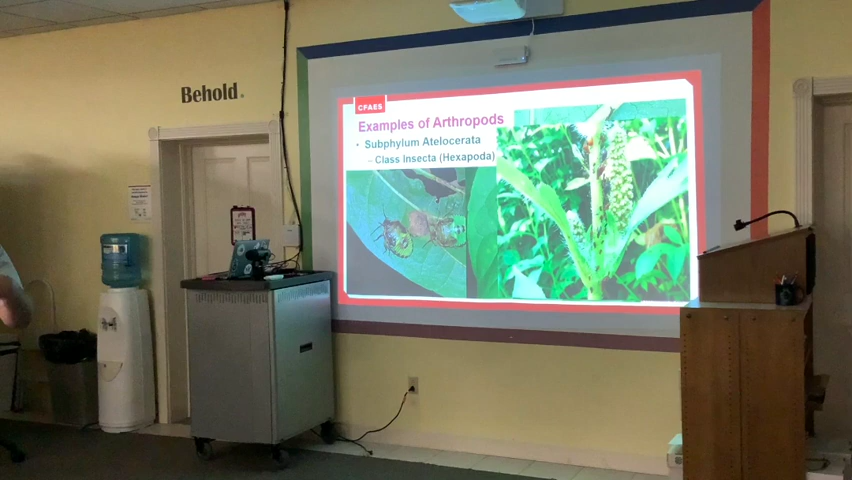 Behold.
CFAES
Examples of Arthropods
• Subphylum Atelocerata
– Class Insecta (Hexapoda)